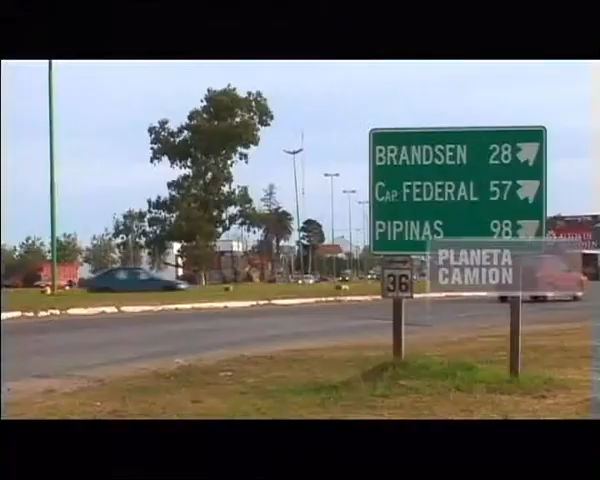 BRANDSEN 28
CAP. FEDERAL 57
PIPINAS 98
PLANETA
CAMION
36